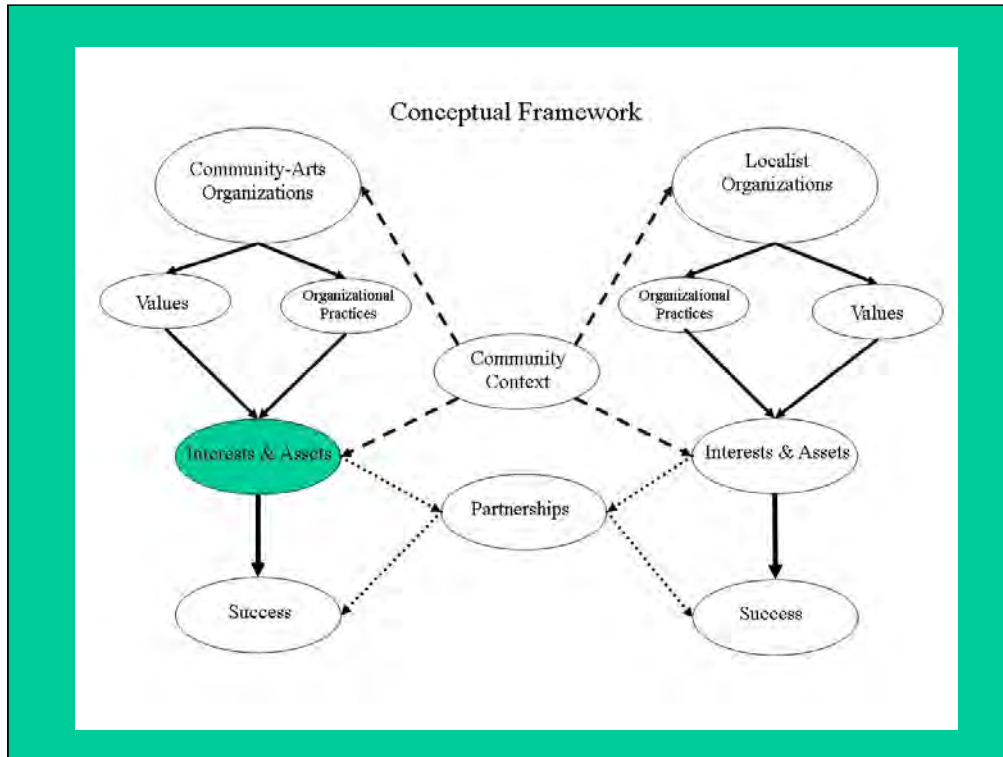 Conceptual Framework
Community-Arts
Organizations
Localist
Organizations
Values
Organizational
Practices
Organizational
Practices
Values
Community
Context
Interests & Assets
Interests & Assets
Partnerships
Success
Success